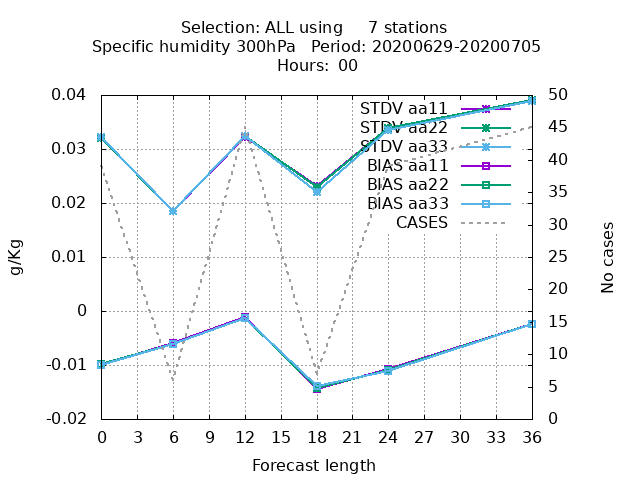 Selection: ALL using 7 stations
Specific humidity 300hPa Period: 20200629-20200705
Hours: 00
0.04
0.03
0.02
0.01
0
-0.01
-0.02
g/Kg
50
45
40
35
30
25
20
15
10
5
0
No cases
STDV aa11
STDV aa22
STDV aa33
BIAS aa11
BIAS aa22
BIAS aa33
CASES
0 3 6 9 12 15 18 21 24 27 30 33 36
Forecast length